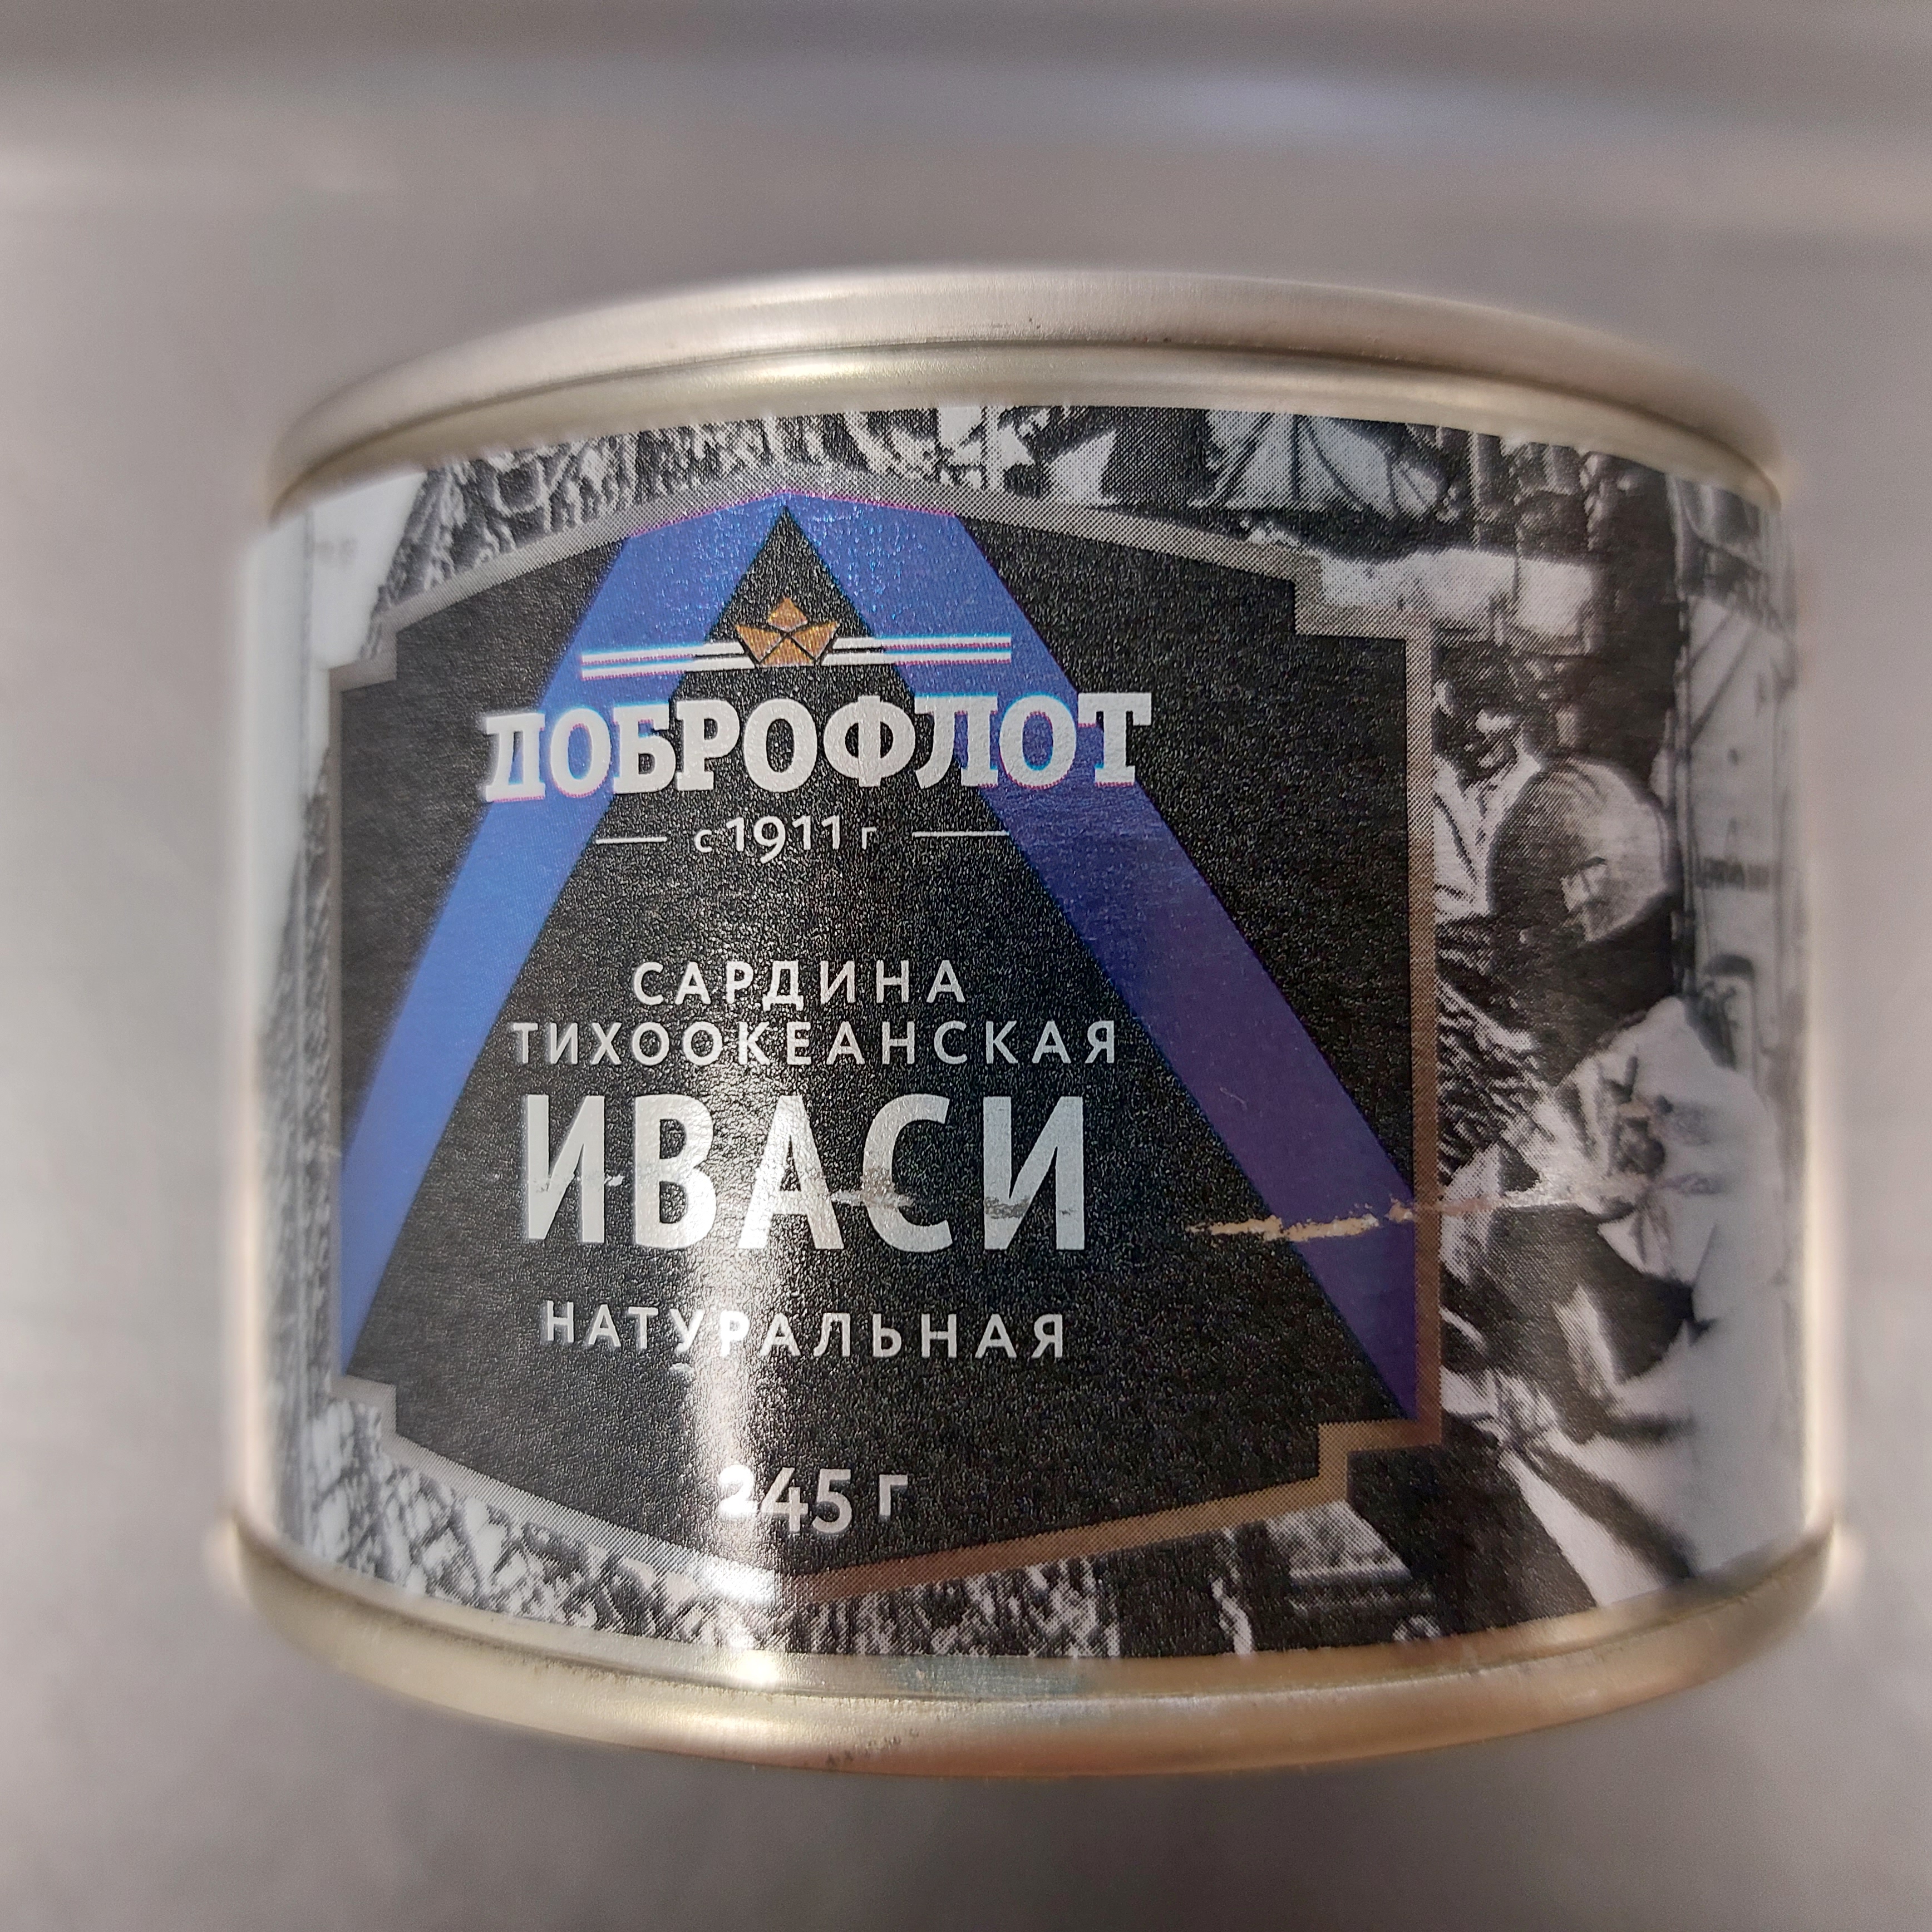 ДОБРОФЛОТ
с 1911 г
САРДИНА
ТИХООКЕАНСКАЯ
ИВАСИ
НАТУРАЛЬНАЯ
245 г